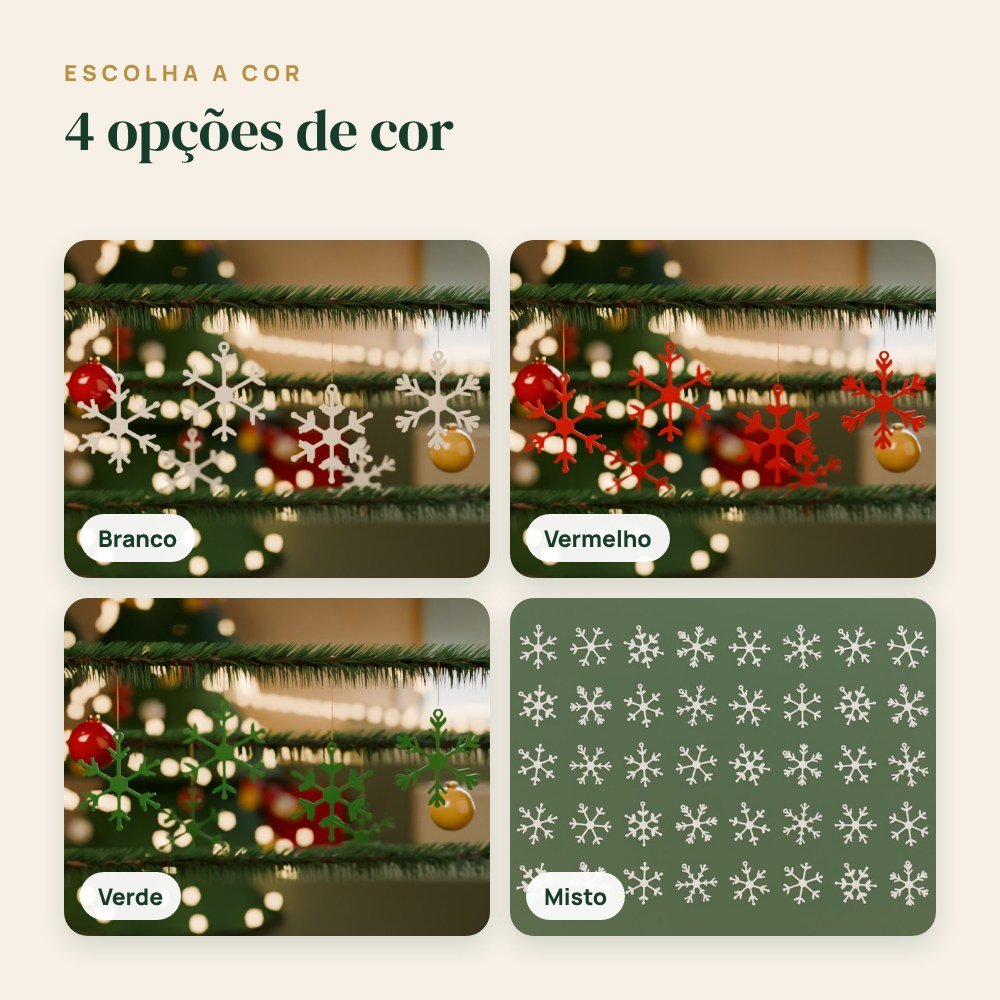 ESCOLHA A COR
4 opções de cor
Branco
Vermelho
Verde
Misto